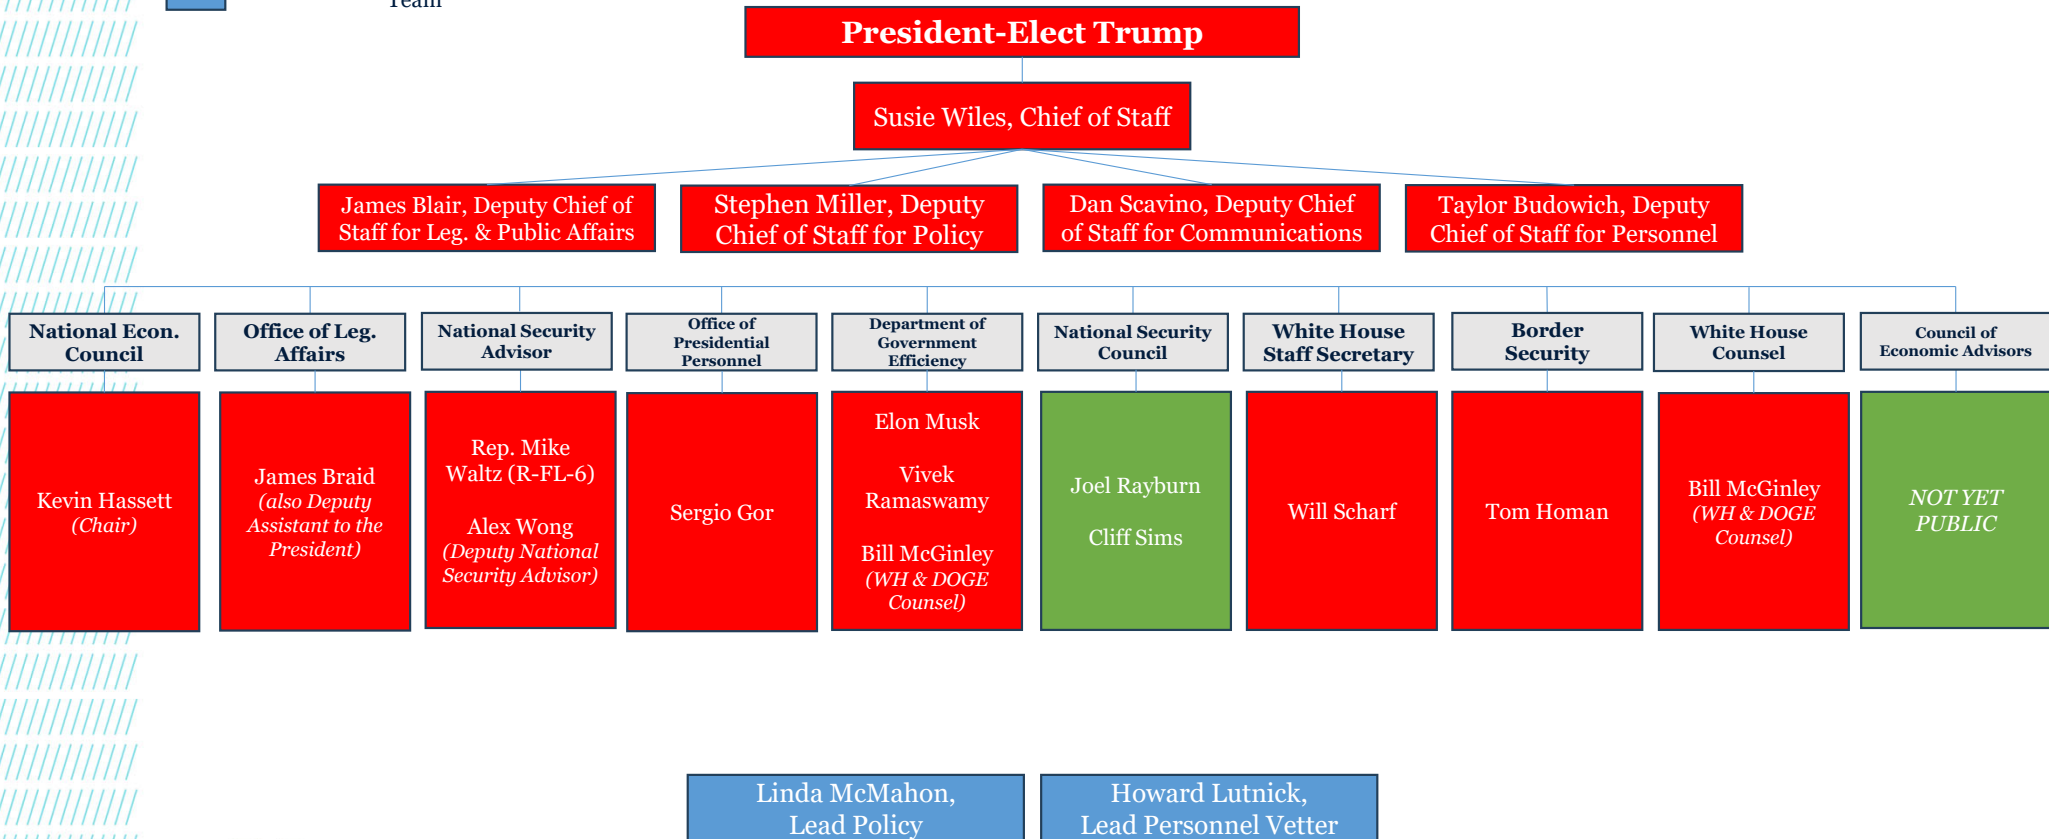 Team
President-Elect Trump
Susie Wiles, Chief of Staff
James Blair, Deputy Chief of
Staff for Leg. & Public Affairs
Stephen Miller, Deputy
Chief of Staff for Policy
Dan Scavino, Deputy Chief
of Staff for Communications
Taylor Budowich, Deputy
Chief of Staff for Personnel
National Econ.
Council
Office of Leg.
Affairs
National Security
Advisor
Office of
Presidential
Personnel
Department of
Government
Efficiency
National Security
Council
White House
Staff Secretary
Border
Security
White House
Counsel
Council of
Economic Advisors
Kevin Hassett
(Chair)
James Braid
(also Deputy
Assistant to the
President)
Rep. Mike
Waltz (R-FL-6)
Alex Wong
(Deputy National
Security Advisor)
Sergio Gor
Elon Musk
Vivek
Ramaswamy
Bill McGinley
(WH & DOGE
Counsel)
Joel Rayburn
Cliff Sims
Will Scharf
Tom Homan
Bill McGinley
(WH & DOGE
Counsel)
NOT YET
PUBLIC
Linda McMahon,
Lead Policy
Howard Lutnick,
Lead Personnel Vetter